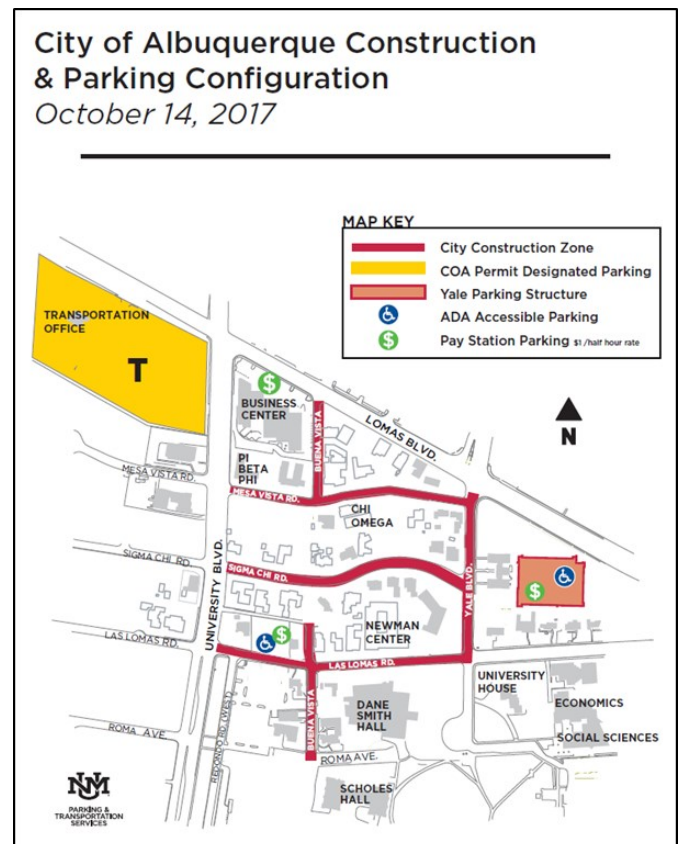 City of Albuquerque Construction
& Parking Configuration
October 14, 2017
MAP KEY
City Construction Zone
COA Permit Designated Parking
Yale Parking Structure
ADA Accessible Parking
$ Pay Station Parking $1 /half hour rate
TRANSPORTATION
OFFICE
T
$
BUSINESS
CENTER
BUENA VISTA
LOMAS BLVD.
N
PI
BETA
PHI
MESA VISTA RD.
MESA VISTA RD.
CHI
OMEGA
SIGMA CHI RD.
SIGMA CHI RD.
UNIVERSITY BLVD.
YALE BLVD.
$
$
NEWMAN
CENTER
LAS LOMAS RD.
LAS LOMAS RD.
UNIVERSITY
HOUSE
ECONOMICS
DANE
SMITH
HALL
BUENA VISTA
REDONDO RD. (WEST)
SOCIAL SCIENCES
ROMA AVE.
ROMA AVE.
SCHOLES
HALL
UNM
PARKING &
TRANSPORTATION
SERVICES